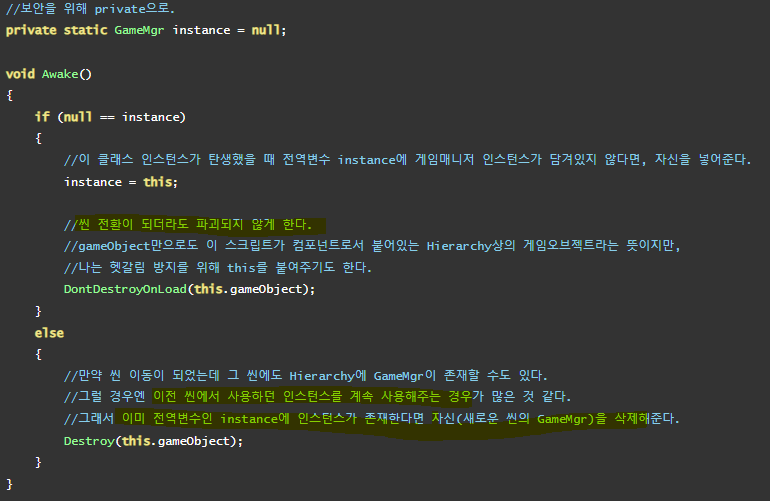 //보안을 위해 private으로.
private static GameMgr instance = null;
void Awake()
{
if (null == instance)
{
//이 클래스 인스턴스가 탄생했을 때 전역변수 instance에 게임매니저 인스턴스가 담겨있지 않다면, 자신을 넣어준다.
instance = this;
//씬 전환이 되더라도 파괴되지 않게 한다.
//gameObject만으로도 이 스크립트가 컴포넌트로서 붙어있는 Hierarchy상의 게임오브젝트라는 뜻이지만,
//나는 헷갈림 방지를 위해 this를 붙여주기도 한다.
DontDestroyOnLoad(this.gameObject);
}
else
{
//만약 씬 이동이 되었는데 그 씬에도 Hierarchy에 GameMgr이 존재할 수도 있다.
//그럴 경우엔 이전 씬에서 사용하던 인스턴스를 계속 사용해주는 경우가 많은 것 같다.
//그래서 이미 전역변수인 instance에 인스턴스가 존재한다면 자신(새로운 씬의 GameMgr)을 삭제해준다.
Destroy(this.gameObject);
}
}